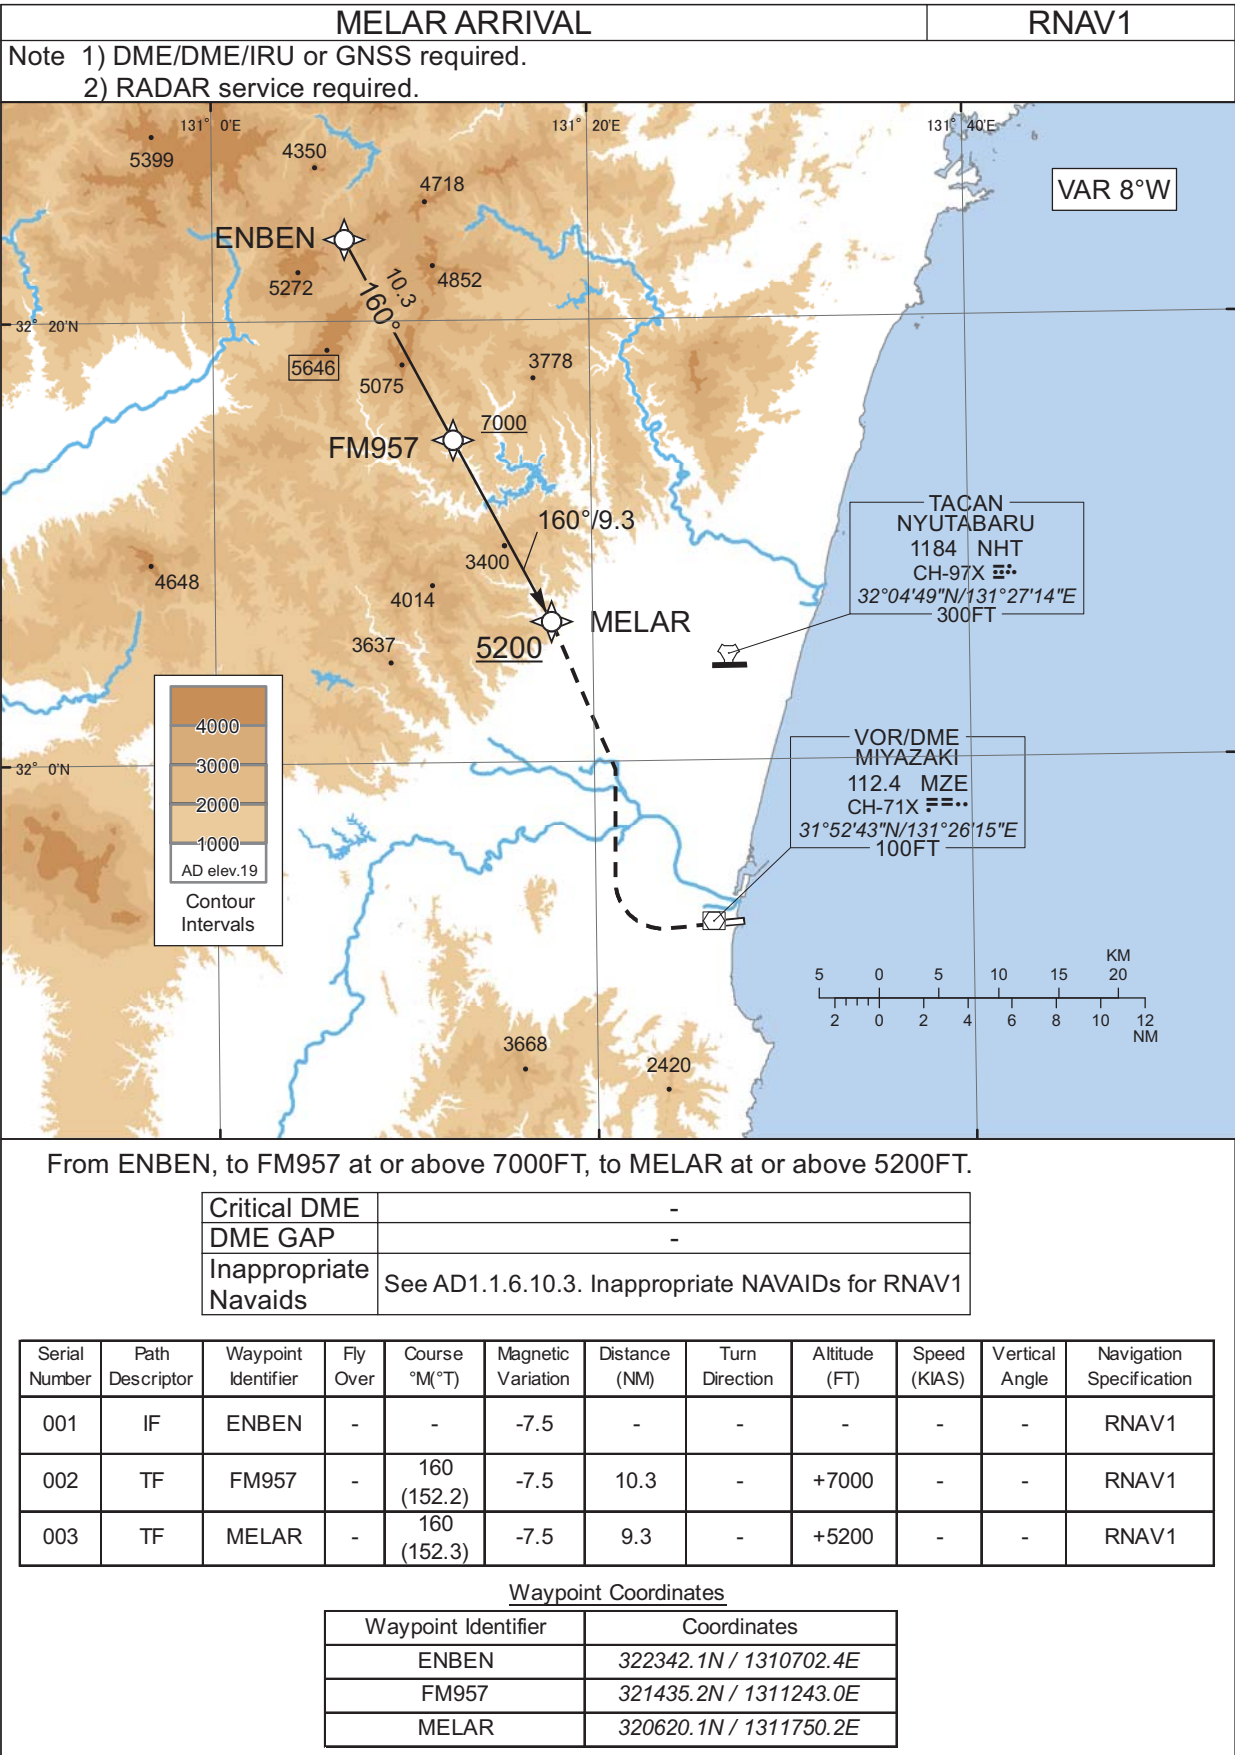 MELAR ARRIVAL
RNAV1
Note 1) DME/DME/IRU or GNSS required.
2) RADAR service required.
131° 0'E
131° 20'E
131° 40'E
5399
4350
4718
VAR 8°W
ENBEN
5272
4852
10.3
160°
32° 20'N
5646
5075
3778
7000
FM957
TACAN
NYUTABARU
1184 NHT
CH-97X
32°04'49"N/131°27'14"E
300FT
160°/9.3
3400
4648
4014
MELAR
3637
5200
4000
3000
2000
1000
AD elev.19
Contour
Intervals
32° 0'N
VOR/DME
MIYAZAKI
112.4 MZE
CH-71X
31°52'43"N/131°26'15"E
100FT
KM
5 0 5 10 15 20
2 0 2 4 6 8 10 12
NM
3668
2420
From ENBEN, to FM957 at or above 7000FT, to MELAR at or above 5200FT.
Critical DME -
DME GAP -
Inappropriate
Navaids
See AD1.1.6.10.3. Inappropriate NAVAIDs for RNAV1
Serial Path Waypoint Fly Course Magnetic Distance Turn Altitude Speed Vertical Navigation
Number Descriptor Identifier Over °M(°T) Variation (NM) Direction (FT) (KIAS) Angle Specification
001 IF ENBEN - - -7.5 - - - - - RNAV1
002 TF FM957 - 160 (152.2) -7.5 10.3 - +7000 - - RNAV1
003 TF MELAR - 160 (152.3) -7.5 9.3 - +5200 - - RNAV1
Waypoint Coordinates
Waypoint Identifier Coordinates
ENBEN 322342.1N / 1310702.4E
FM957 321435.2N / 1311243.0E
MELAR 320620.1N / 1311750.2E